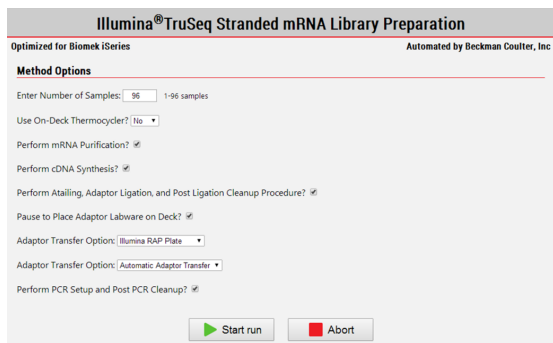 Illumina®TruSeq Stranded mRNA Library Preparation
Optimized for Biomek iSeries Automated by Beckman Coulter, Inc
Method Options
Enter Number of Samples: 96 1-96 samples
Use On-Deck Thermocycler? No
Perform mRNA Purification?
Perform cDNA Synthesis?
Perform Atailing, Adaptor Ligation, and Post Ligation Cleanup Procedure?
Pause to Place Adaptor Labware on Deck?
Adaptor Transfer Option: Illumina RAP Plate
Adaptor Transfer Option: Automatic Adaptor Transfer
Perform PCR Setup and Post PCR Cleanup?
Start run Abort